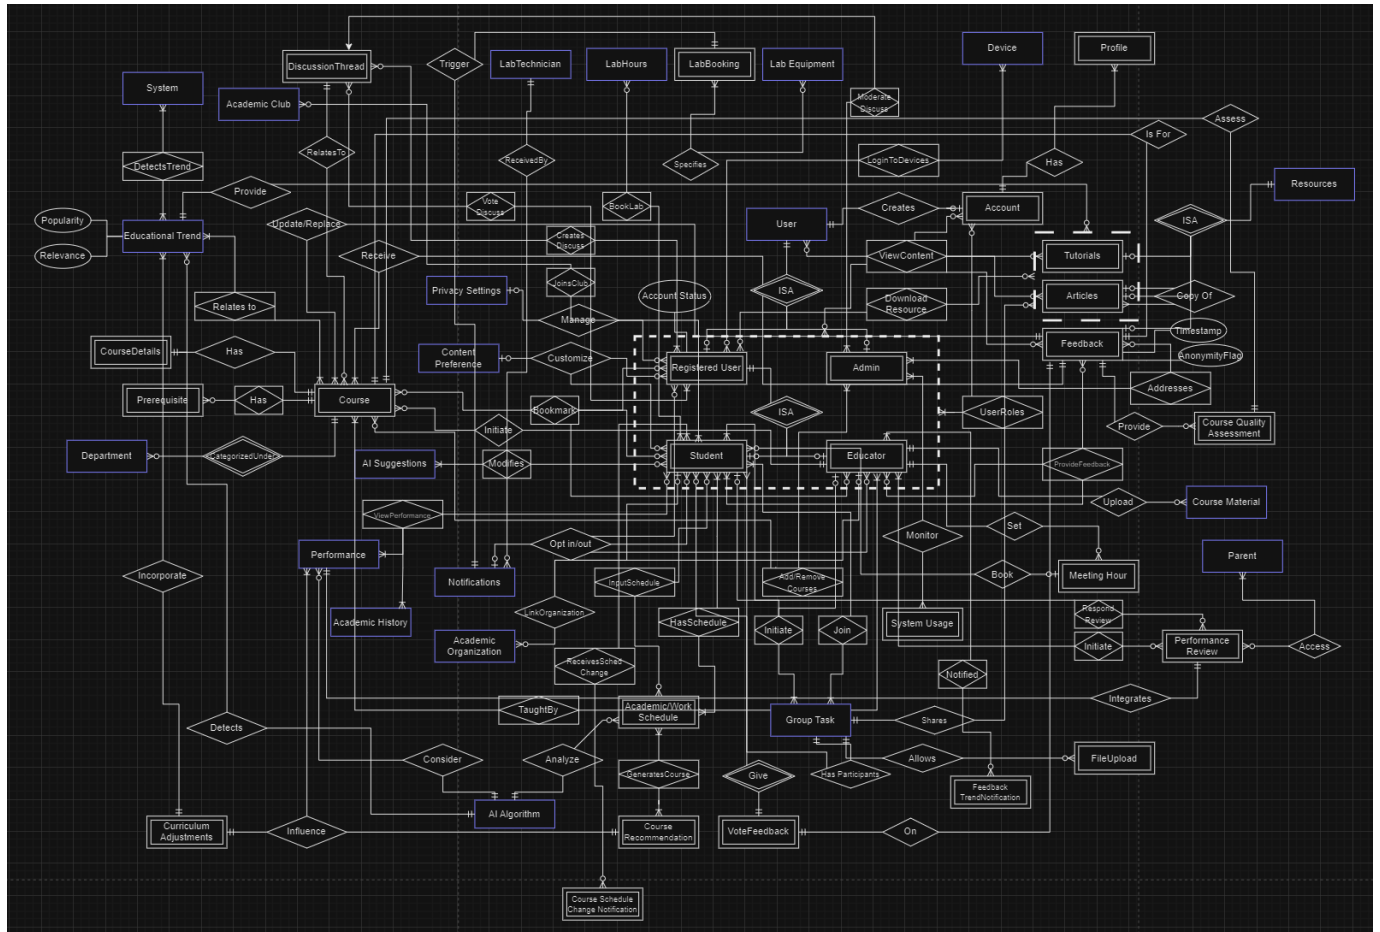 DiscussionThread
Trigger
LabTechnician
LabHours
LabBooking
Lab Equipment
Device
Profile
System
Academic Club
Moderate
Discuss
Assess
RelatesTo
Is For
DetectsTrend
ReceivedBy
Specifies
LoginToDevices
Has
Resources
Provide
Vote
Discuss
BookLab
Creates
Account
ISA
Popularity
Update/Replace
User
Educational Trend
Creates
Discuss
Relevance
Receive
ViewContent
Tutorials
JoinsClub
Privacy Settings
Account Status
ISA
Articles
Copy Of
Relates to
Download
Resource
Manage
Timestamp
CourseDetails
Has
Content
Preference
Customize
Feedback
AnonymityFlag
Registered User
Admin
Addresses
Prerequisite
Has
Course
Bookmark
ISA
UserRoles
Initiate
Provide
Course Quality
Assessment
Department
CategorizedUnder
AI Suggestions
Modifies
Student
Educator
ProvideFeedback
Upload
Course Material
ViewPerformance
Set
Monitor
Performance
Opt in/out
Parent
Incorporate
Notifications
InputSchedule
Add/Remove
Courses
Book
Meeting Hour
LinkOrganization
Academic History
HasSchedule
Initiate
Join
System Usage
Respond
Review
Academic
Organization
Initiate
Performance
Review
Access
ReceivesSched
Change
Notified
TaughtBy
Academic/Work
Schedule
Integrates
Detects
Group Task
Shares
Consider
Analyze
GeneratesCourse
Give
Has Participants
Allows
FileUpload
Feedback
TrendNotification
AI Algorithm
Curriculum
Adjustments
Influence
Course
Recommendation
VoteFeedback
On
Course Schedule
Change Notification